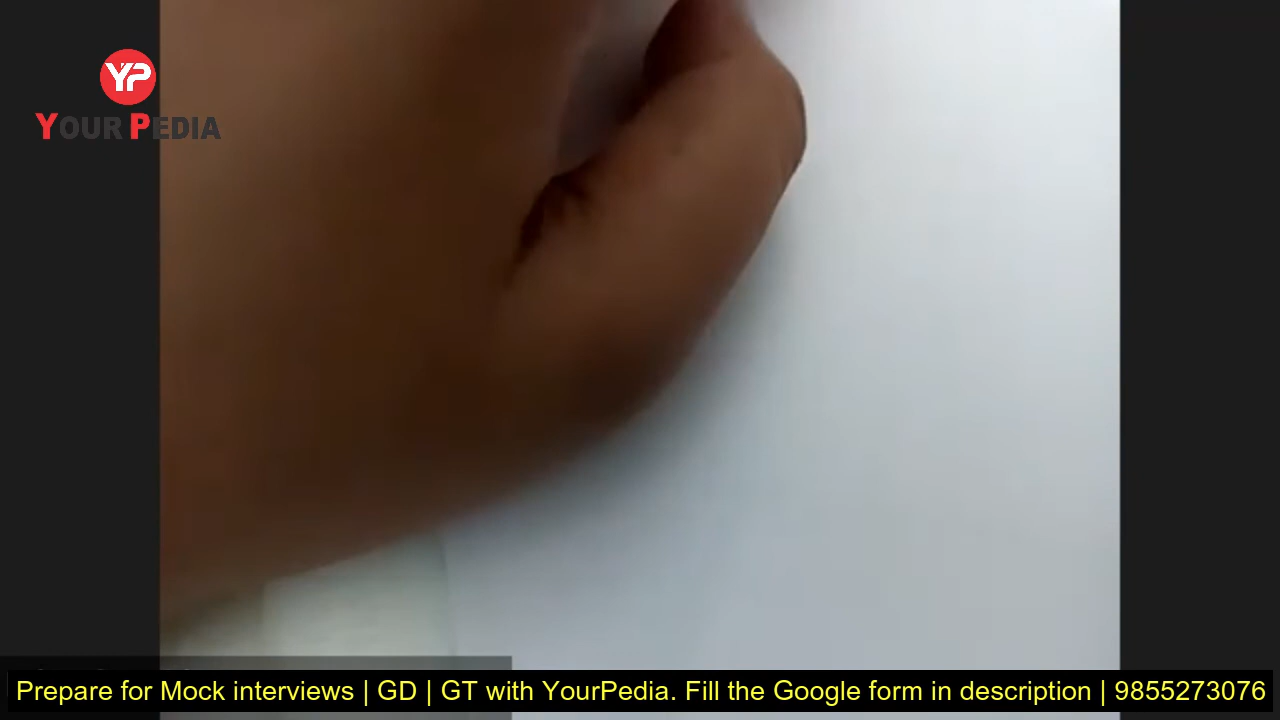 YP
YOUR PEDIA
Prepare for Mock interviews | GD | GT with YourPedia. Fill the Google form in description | 9855273076